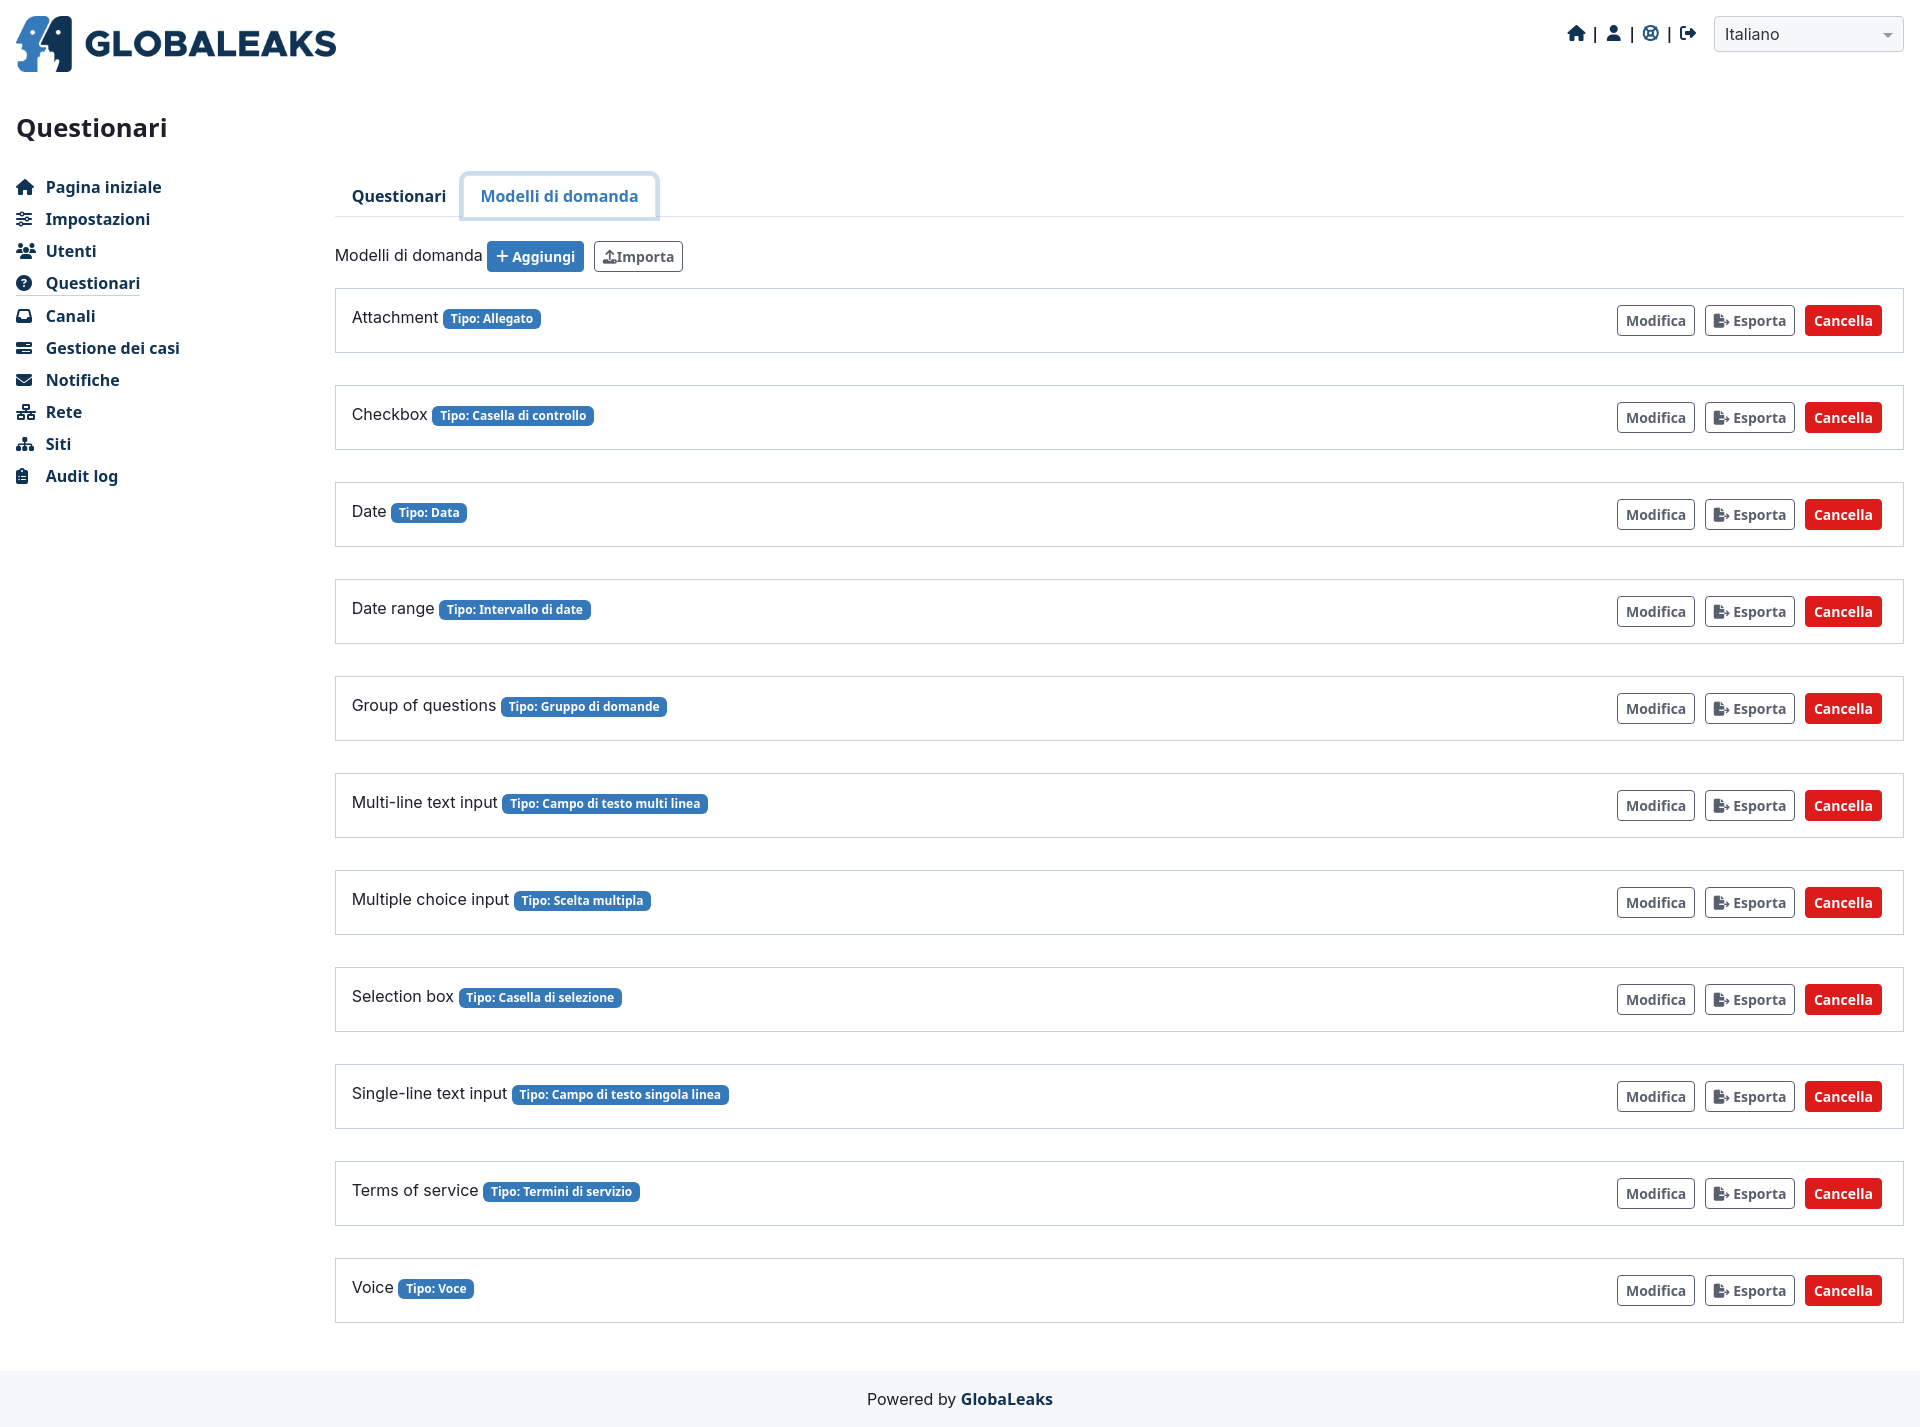 GLOBALEAKS
| | |
Italiano
Questionari
Pagina iniziale
Impostazioni
Utenti
Questionari
Canali
Gestione dei casi
Notifiche
Rete
Siti
Audit log
Questionari Modelli di domanda
Modelli di domanda + Aggiungi Importa
Attachment Tipo: Allegato Modifica Esporta Cancella
Checkbox Tipo: Casella di controllo Modifica Esporta Cancella
Date Tipo: Data Modifica Esporta Cancella
Date range Tipo: Intervallo di date Modifica Esporta Cancella
Group of questions Tipo: Gruppo di domande Modifica Esporta Cancella
Multi-line text input Tipo: Campo di testo multi linea Modifica Esporta Cancella
Multiple choice input Tipo: Scelta multipla Modifica Esporta Cancella
Selection box Tipo: Casella di selezione Modifica Esporta Cancella
Single-line text input Tipo: Campo di testo singola linea Modifica Esporta Cancella
Terms of service Tipo: Termini di servizio Modifica Esporta Cancella
Voice Tipo: Voce Modifica Esporta Cancella
Powered by GlobaLeaks